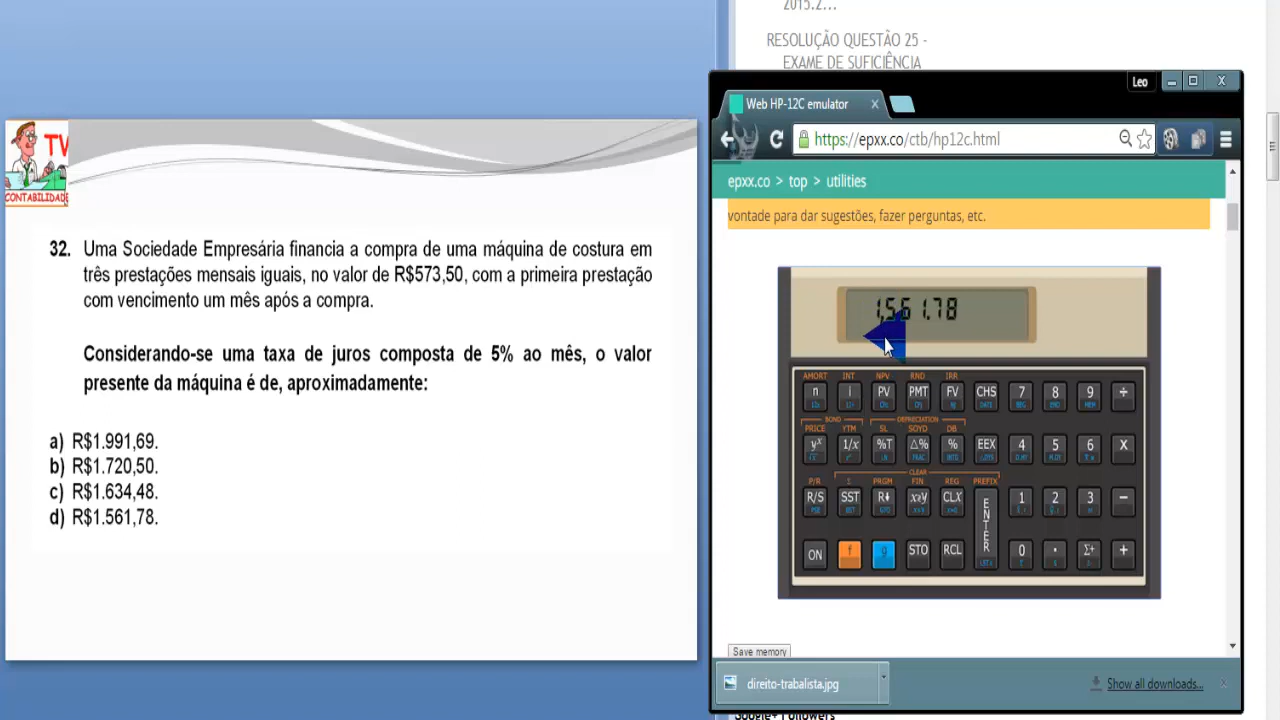 2015.2...
RESOLUÇÃO QUESTÃO 25 -
EXAME DE SUFICIÊNCIA
Leo
Web HP-12C emulator
https://epxx.co/ctb/hp12c.html
epxx.co > top > utilities
vontade para dar sugestões, fazer perguntas, etc.
TV
CONTABILIDADE
32. Uma Sociedade Empresária financia a compra de uma máquina de costura em
três prestações mensais iguais, no valor de R$573,50, com a primeira prestação
com vencimento um mês após a compra.
Considerando-se uma taxa de juros composta de 5% ao mês, o valor
presente da máquina é de, aproximadamente:
a) R$1.991,69.
b) R$1.720,50.
c) R$1.634,48.
d) R$1.561,78.
1,561.78
AMORT INT NPV RND IRR
n i PV PMT FV CHS 7 8 9 ÷
BOND DEPRECIATION
PRICE YTM SL SOYD DB
y^x 1/x %T Δ% % EEX 4 5 6 X
CLEAR
P/R Σ PRGM FIN REG PREFIX
R/S SST R↓ x≷y CLx ENTER 1 2 3 −
ON f g STO RCL 0 · Σ+ +
Save memory
direito-trabalista.jpg
Show all downloads...
Google+ Followers